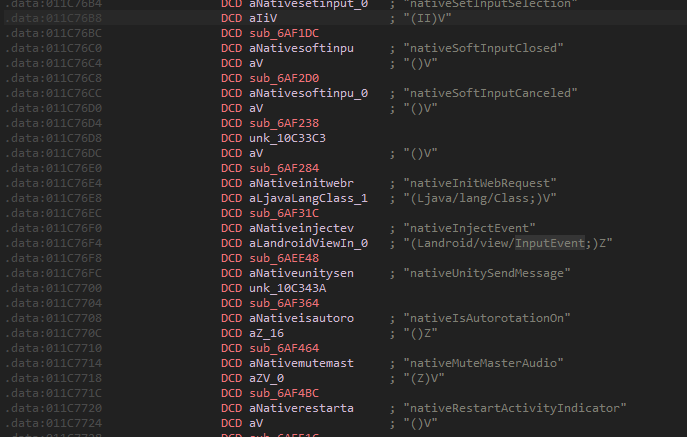 .data:011C76B4 DCD aNativesetinput_0 ; "nativeSetInputSelection"
.data:011C76B8 DCD aIiV ; "(II)V"
.data:011C76BC DCD sub_6AF1DC
.data:011C76C0 DCD aNativesoftinpu ; "nativeSoftInputClosed"
.data:011C76C4 DCD aV ; "()V"
.data:011C76C8 DCD sub_6AF2D0
.data:011C76CC DCD aNativesoftinpu_0 ; "nativeSoftInputCanceled"
.data:011C76D0 DCD aV ; "()V"
.data:011C76D4 DCD sub_6AF238
.data:011C76D8 DCD unk_10C33C3
.data:011C76DC DCD aV ; "()V"
.data:011C76E0 DCD sub_6AF284
.data:011C76E4 DCD aNativeinitwebr ; "nativeInitWebRequest"
.data:011C76E8 DCD aLjavaLangClass_1 ; "(Ljava/lang/Class;)V"
.data:011C76EC DCD sub_6AF31C
.data:011C76F0 DCD aNativeinjectev ; "nativeInjectEvent"
.data:011C76F4 DCD aLandroidViewIn_0 ; "(Landroid/view/InputEvent;)Z"
.data:011C76F8 DCD sub_6AEE48
.data:011C76FC DCD aNativeunitysen ; "nativeUnitySendMessage"
.data:011C7700 DCD unk_10C343A
.data:011C7704 DCD sub_6AF364
.data:011C7708 DCD aNativeisautoro ; "nativeIsAutorotationOn"
.data:011C770C DCD aZ_16 ; "()Z"
.data:011C7710 DCD sub_6AF464
.data:011C7714 DCD aNativemutemast ; "nativeMuteMasterAudio"
.data:011C7718 DCD aZV_0 ; "(Z)V"
.data:011C771C DCD sub_6AF4BC
.data:011C7720 DCD aNativerestarta ; "nativeRestartActivityIndicator"
.data:011C7724 DCD aV ; "()V"